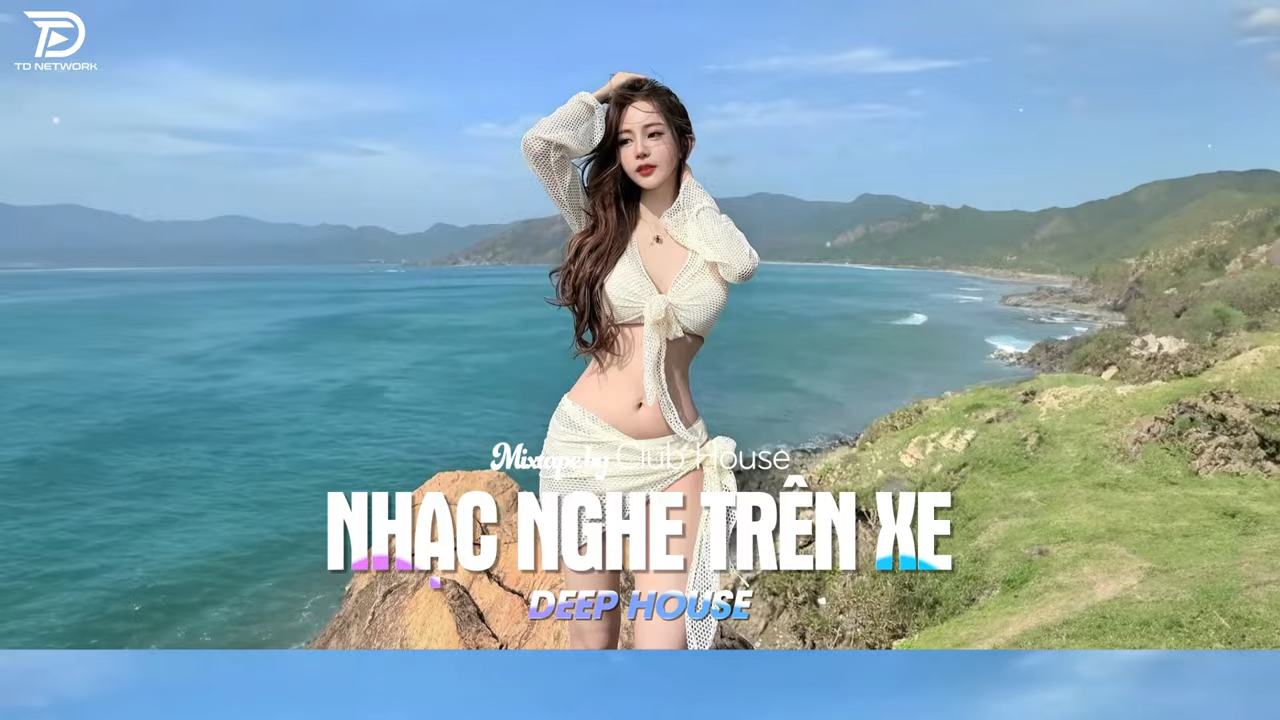 TD NETWORK
Mixtape by Club House
NHẠC NGHE TRÊN XE
DEEP HOUSE